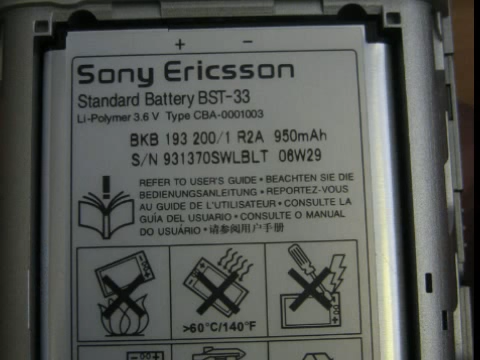 + -
Sony Ericsson
Standard Battery BST-33
Li-Polymer 3.6 V Type CBA-0001003
BKB 193 200/1 R2A 950mAh
S/N 931370SWLBLT 06W29
REFER TO USER'S GUIDE • BEACHTEN SIE DIE
BEDIENUNGSANLEITUNG • REPORTEZ-VOUS
AU GUIDE DE L'UTILISATEUR • CONSULTE LA
GUÍA DEL USUARIO • CONSULTE O MANUAL
DO USUÁRIO • 请参阅用户手册
>60°C/140°F